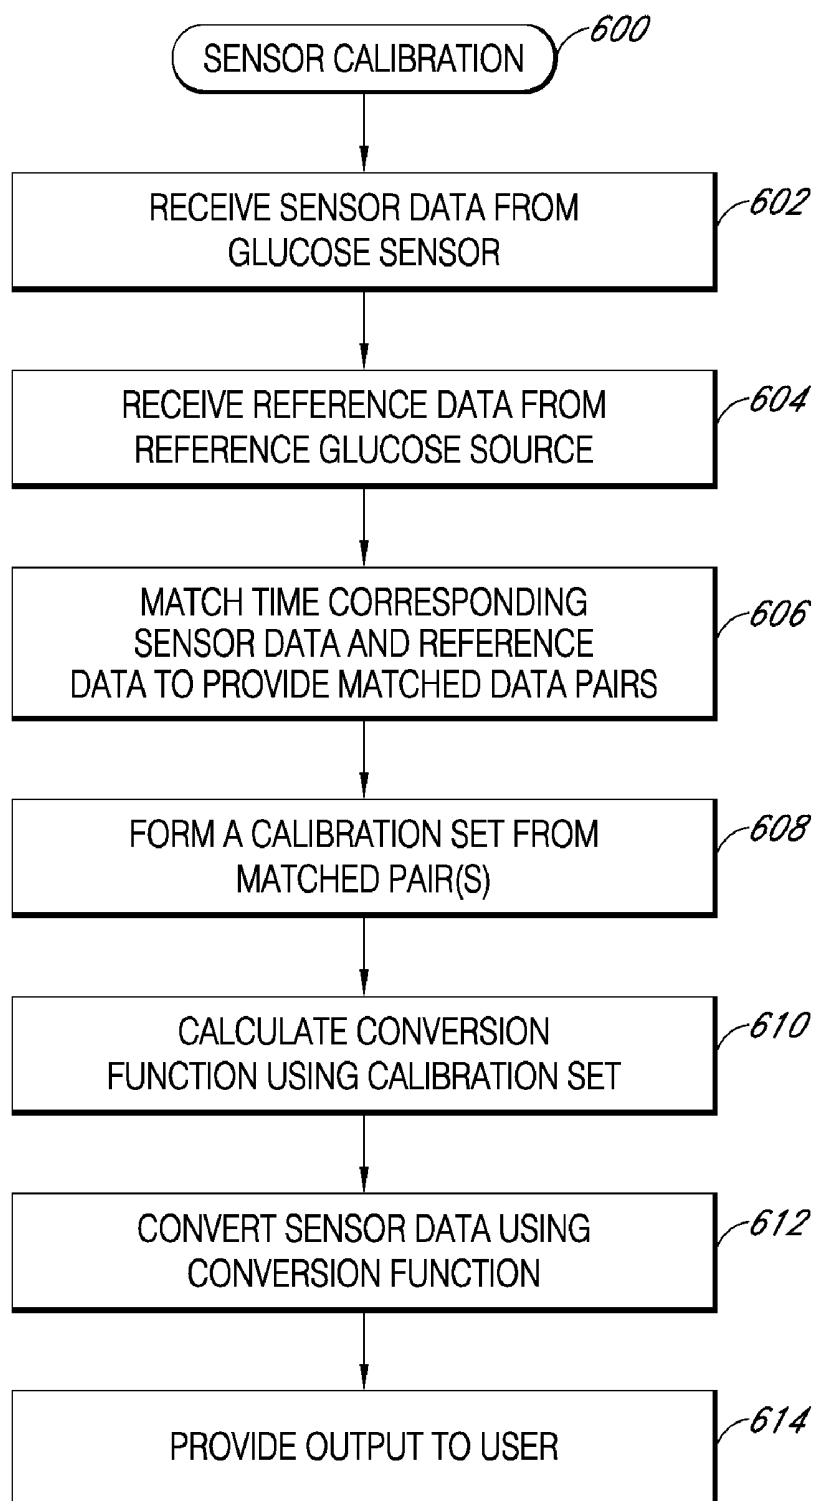 SENSOR CALIBRATION
600
RECEIVE SENSOR DATA FROM
GLUCOSE SENSOR
602
RECEIVE REFERENCE DATA FROM
REFERENCE GLUCOSE SOURCE
604
MATCH TIME CORRESPONDING
SENSOR DATA AND REFERENCE
DATA TO PROVIDE MATCHED DATA PAIRS
606
FORM A CALIBRATION SET FROM
MATCHED PAIR(S)
608
CALCULATE CONVERSION
FUNCTION USING CALIBRATION SET
610
CONVERT SENSOR DATA USING
CONVERSION FUNCTION
612
PROVIDE OUTPUT TO USER
614